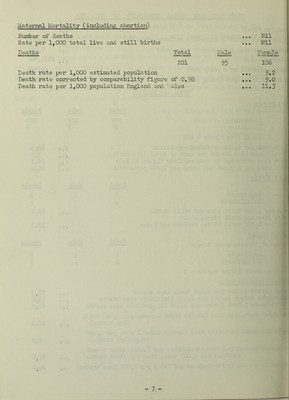 Maternal Mortality (including abortion)
Number of deaths ... Nil
Rate per 1,000 total live and still births ... Nil
Deaths Total Male Female
201 95 106
Death rate per 1,000 estimated population ... 9.2
Death rate corrected by comparability figure of 0.98 ... 9.0
Death rate per 1,000 population England and Wales ... 11.3
- 7 -